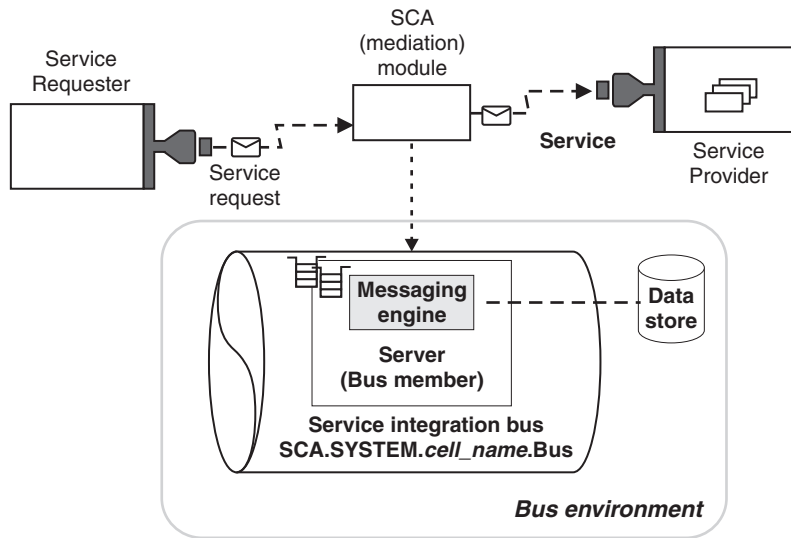 Service
Requester
SCA
(mediation)
module
Service
request
Service
Service
Provider
Messaging
engine
Data
store
Server
(Bus member)
Service integration bus
SCA.SYSTEM.cell_name.Bus
Bus environment